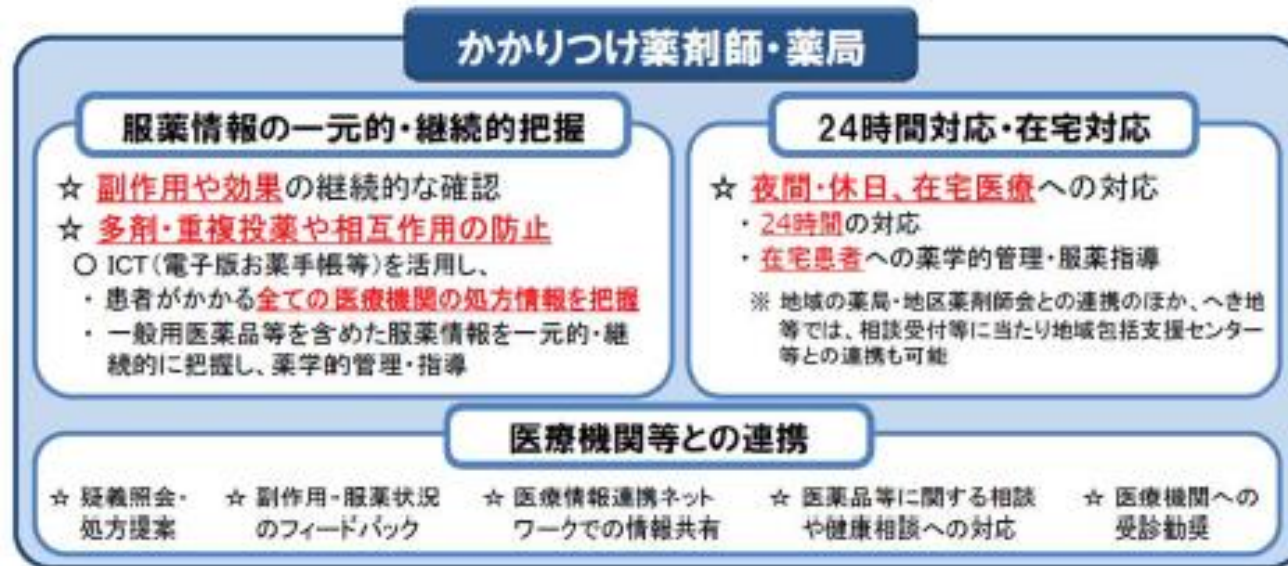 かかりつけ薬剤師・薬局
服薬情報の一元的・継続的把握
☆ 副作用や効果の継続的な確認
☆ 多剤・重複投薬や相互作用の防止
○ ICT(電子版お薬手帳等)を活用し、
・ 患者がかかる全ての医療機関の処方情報を把握
・ 一般用医薬品等を含めた服薬情報を一元的・継
続的に把握し、薬学的管理・指導
24時間対応・在宅対応
☆ 夜間・休日、在宅医療への対応
・ 24時間の対応
・ 在宅患者への薬学的管理・服薬指導
※ 地域の薬局・地区薬剤師会との連携のほか、へき地
等では、相談受付等に当たり地域包括支援センター
等との連携も可能
医療機関等との連携
☆ 疑義照会・
処方提案
☆ 副作用・服薬状況
のフィードバック
☆ 医療情報連携ネット
ワークでの情報共有
☆ 医薬品等に関する相談
や健康相談への対応
☆ 医療機関への
受診勧奨